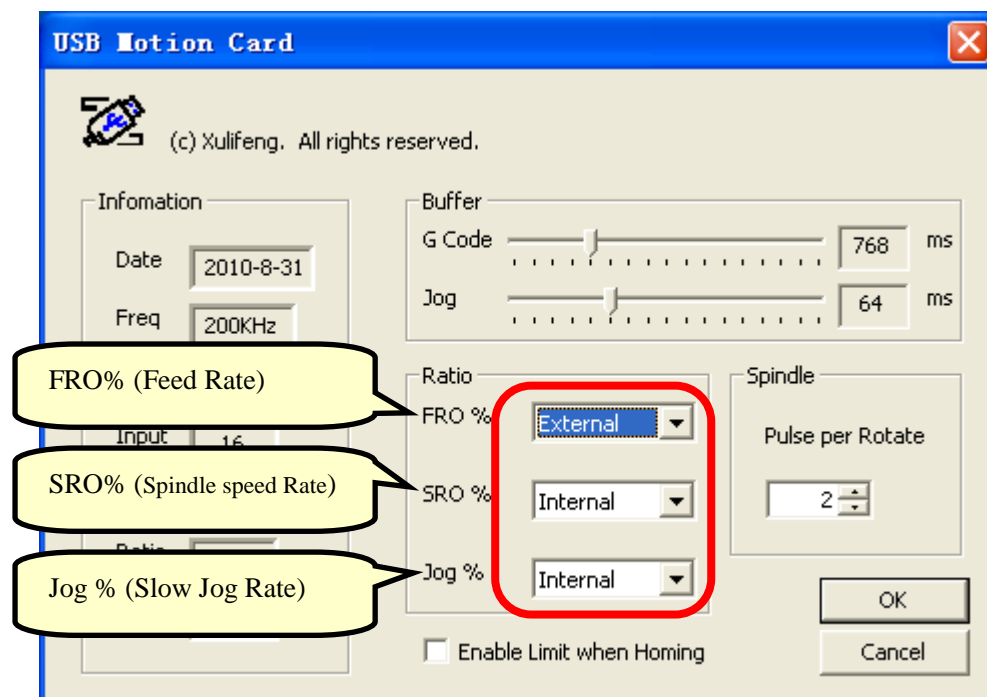 USB Motion Card
(c) Xulifeng. All rights reserved.
Infomation
Date 2010-8-31
Freq 200KHz
Input 16
Ratio
Buffer
G Code 768 ms
Jog 64 ms
Ratio
FRO % External
SRO % Internal
Jog % Internal
Spindle
Pulse per Rotate
2
Enable Limit when Homing
OK
Cancel
FRO% (Feed Rate)
SRO% (Spindle speed Rate)
Jog % (Slow Jog Rate)